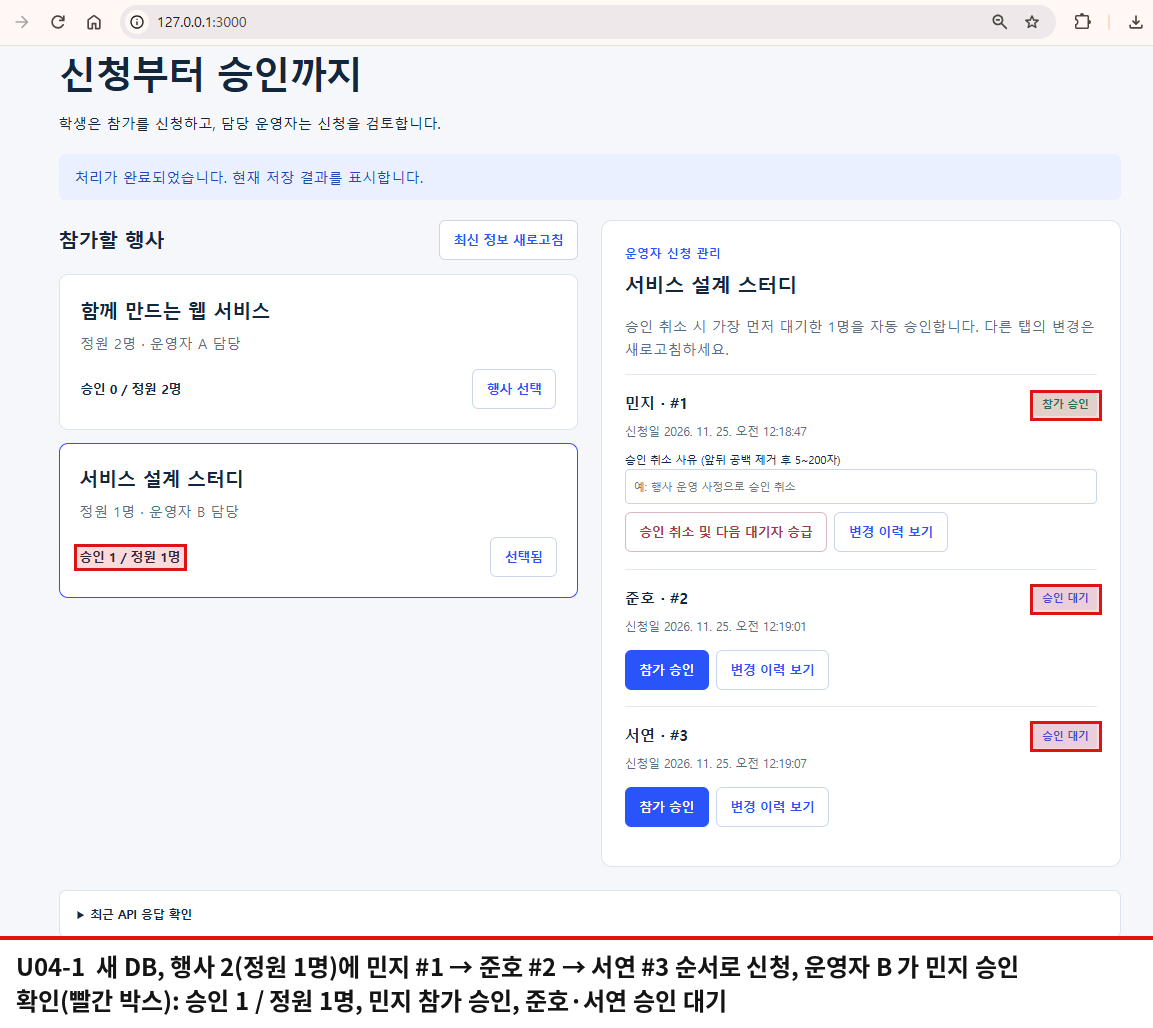 127.0.0.1:3000
신청부터 승인까지
학생은 참가를 신청하고, 담당 운영자는 신청을 검토합니다.
처리가 완료되었습니다. 현재 저장 결과를 표시합니다.
참가할 행사
최신 정보 새로고침
함께 만드는 웹 서비스
정원 2명 · 운영자 A 담당
승인 0 / 정원 2명
행사 선택
서비스 설계 스터디
정원 1명 · 운영자 B 담당
승인 1 / 정원 1명
선택됨
운영자 신청 관리
서비스 설계 스터디
승인 취소 시 가장 먼저 대기한 1명을 자동 승인합니다. 다른 탭의 변경은
새로고침하세요.
민지 · #1
참가 승인
신청일 2026. 11. 25. 오전 12:18:47
승인 취소 사유 (앞뒤 공백 제거 후 5~200자)
예: 행사 운영 사정으로 승인 취소
승인 취소 및 다음 대기자 승급
변경 이력 보기
준호 · #2
승인 대기
신청일 2026. 11. 25. 오전 12:19:01
참가 승인
변경 이력 보기
서연 · #3
승인 대기
신청일 2026. 11. 25. 오전 12:19:07
참가 승인
변경 이력 보기
▶ 최근 API 응답 확인
U04-1 새 DB, 행사 2(정원 1명)에 민지 #1 → 준호 #2 → 서연 #3 순서로 신청, 운영자 B 가 민지 승인
확인(빨간 박스): 승인 1 / 정원 1명, 민지 참가 승인, 준호·서연 승인 대기